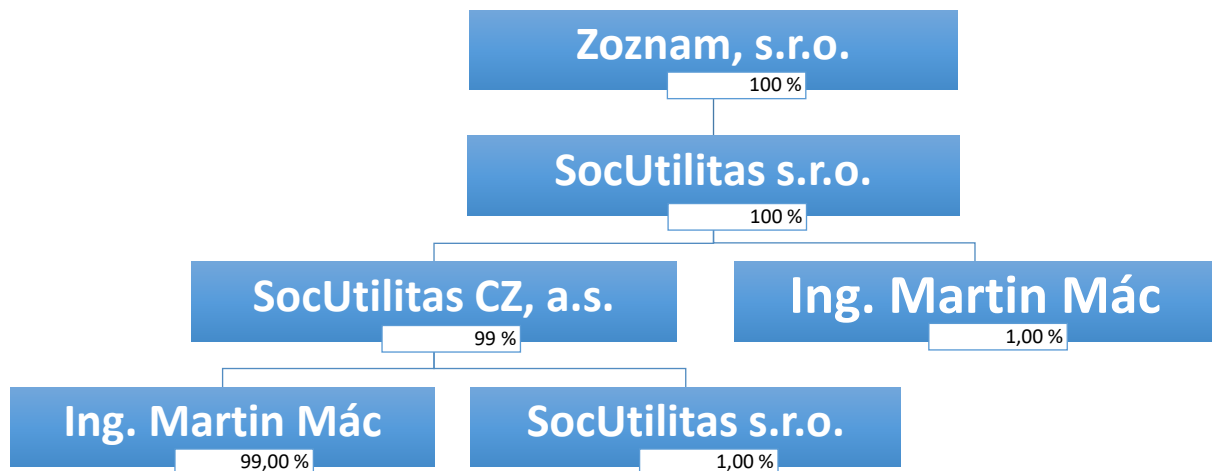 Zoznam, s.r.o.
100 %
SocUtilitas s.r.o.
100 %
SocUtilitas CZ, a.s.
99 %
Ing. Martin Mác
1,00 %
Ing. Martin Mác
99,00 %
SocUtilitas s.r.o.
1,00 %